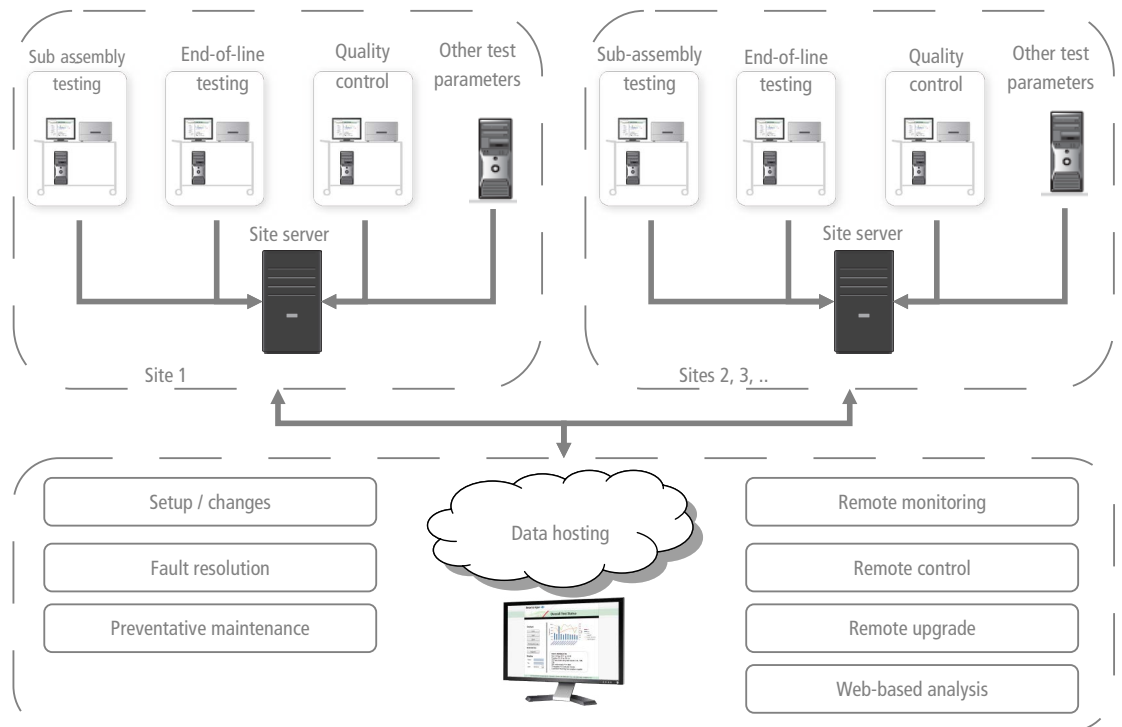 Sub assembly
testing
End-of-line
testing
Quality
control
Other test
parameters
Site server
Site 1
Sub-assembly
testing
End-of-line
testing
Quality
control
Other test
parameters
Site server
Sites 2, 3, ..
Setup / changes
Fault resolution
Preventative maintenance
Data hosting
Remote monitoring
Remote control
Remote upgrade
Web-based analysis